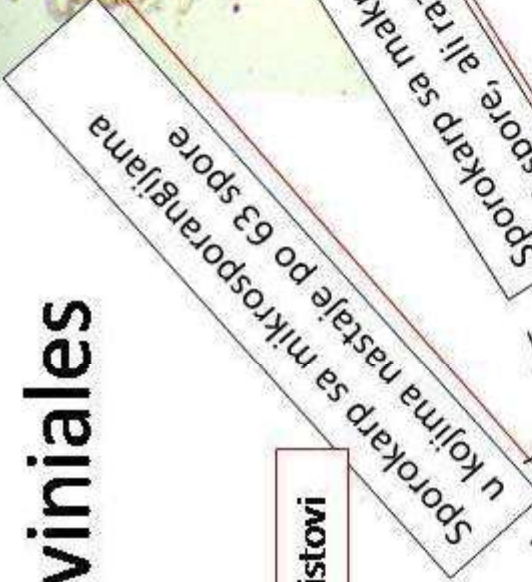 viniales
Sporokarp sa mikrosporangijama
u kojima nastaje po 63 spore
Sporokarp sa mak
spore, ali raz
istovi